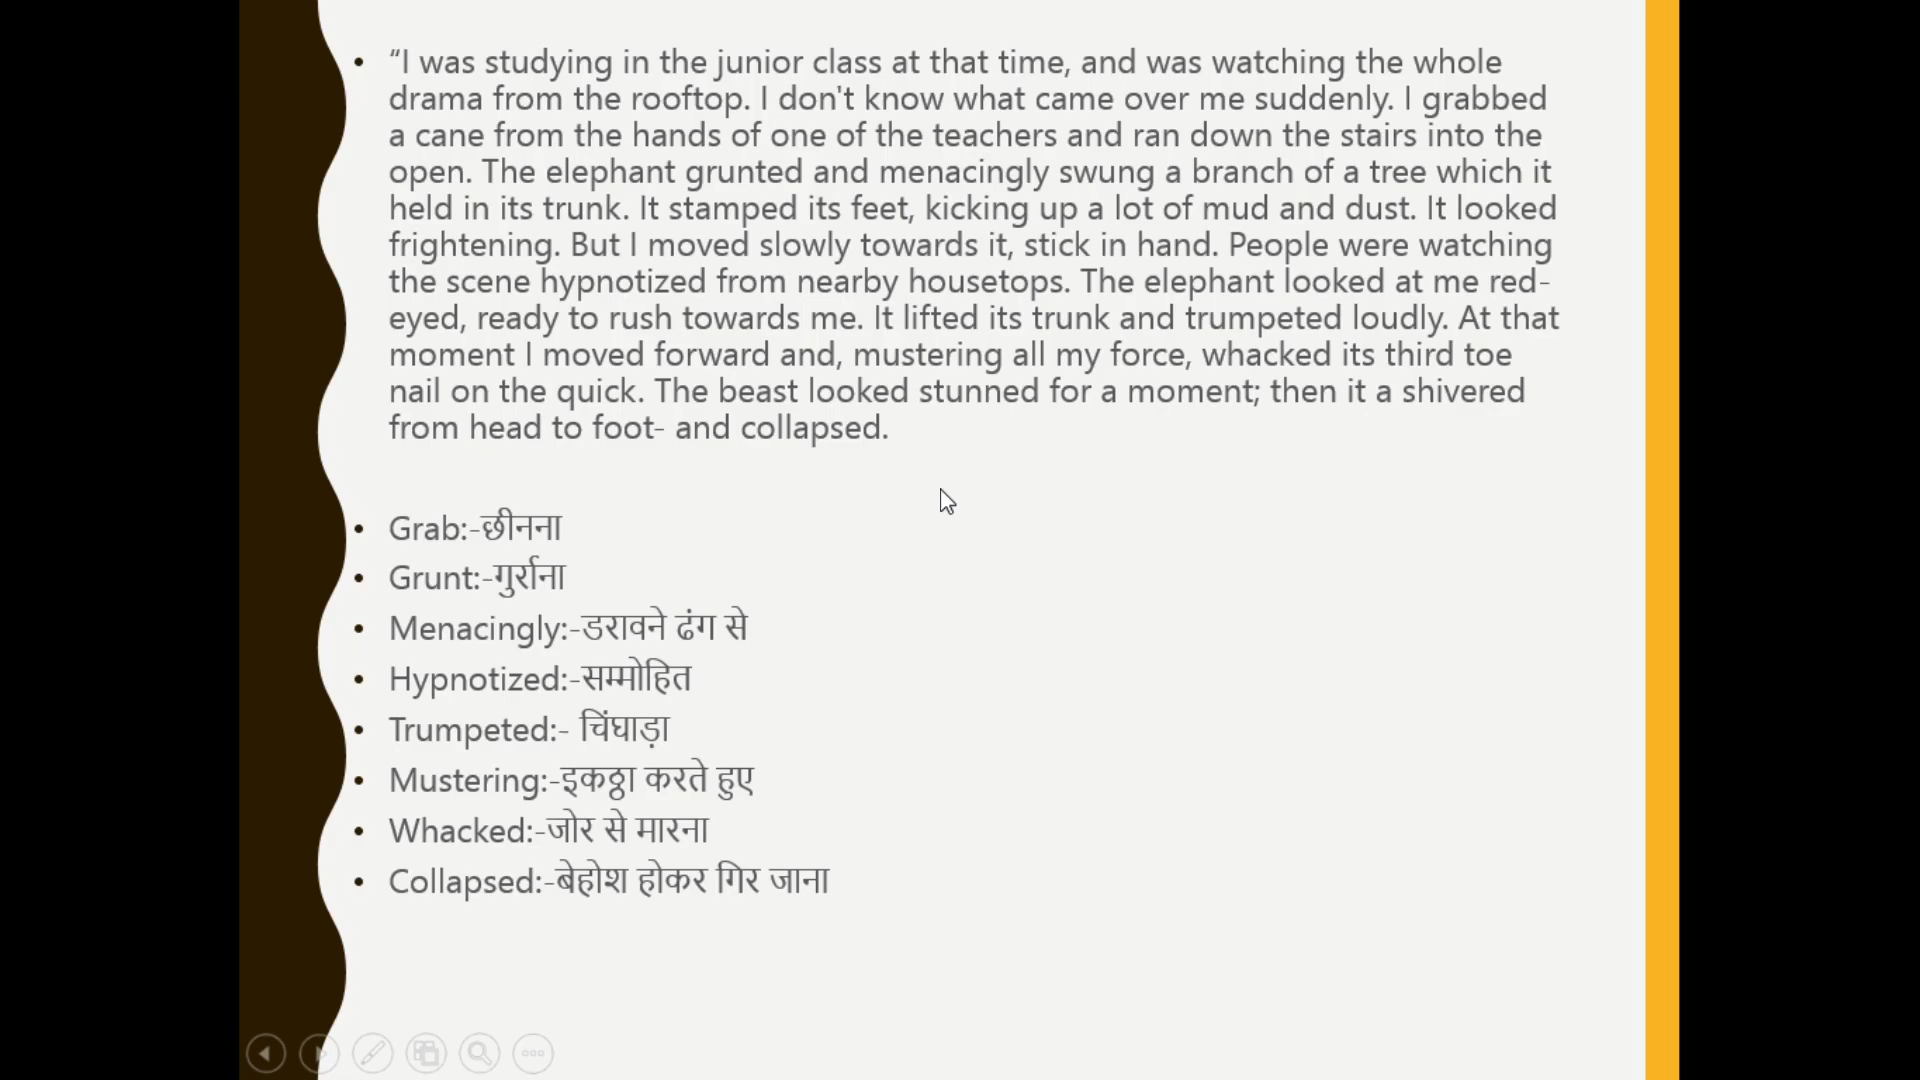 • “I was studying in the junior class at that time, and was watching the whole
drama from the rooftop. I don't know what came over me suddenly. I grabbed
a cane from the hands of one of the teachers and ran down the stairs into the
open. The elephant grunted and menacingly swung a branch of a tree which it
held in its trunk. It stamped its feet, kicking up a lot of mud and dust. It looked
frightening. But I moved slowly towards it, stick in hand. People were watching
the scene hypnotized from nearby housetops. The elephant looked at me red-
eyed, ready to rush towards me. It lifted its trunk and trumpeted loudly. At that
moment I moved forward and, mustering all my force, whacked its third toe
nail on the quick. The beast looked stunned for a moment; then it a shivered
from head to foot- and collapsed.
• Grab:-छीनना
• Grunt:-गुर्राना
• Menacingly:-डरावने ढंग से
• Hypnotized:-सम्मोहित
• Trumpeted:- चिंघाड़ा
• Mustering:-इकठ्ठा करते हुए
• Whacked:-जोर से मारना
• Collapsed:-बेहोश होकर गिर जाना